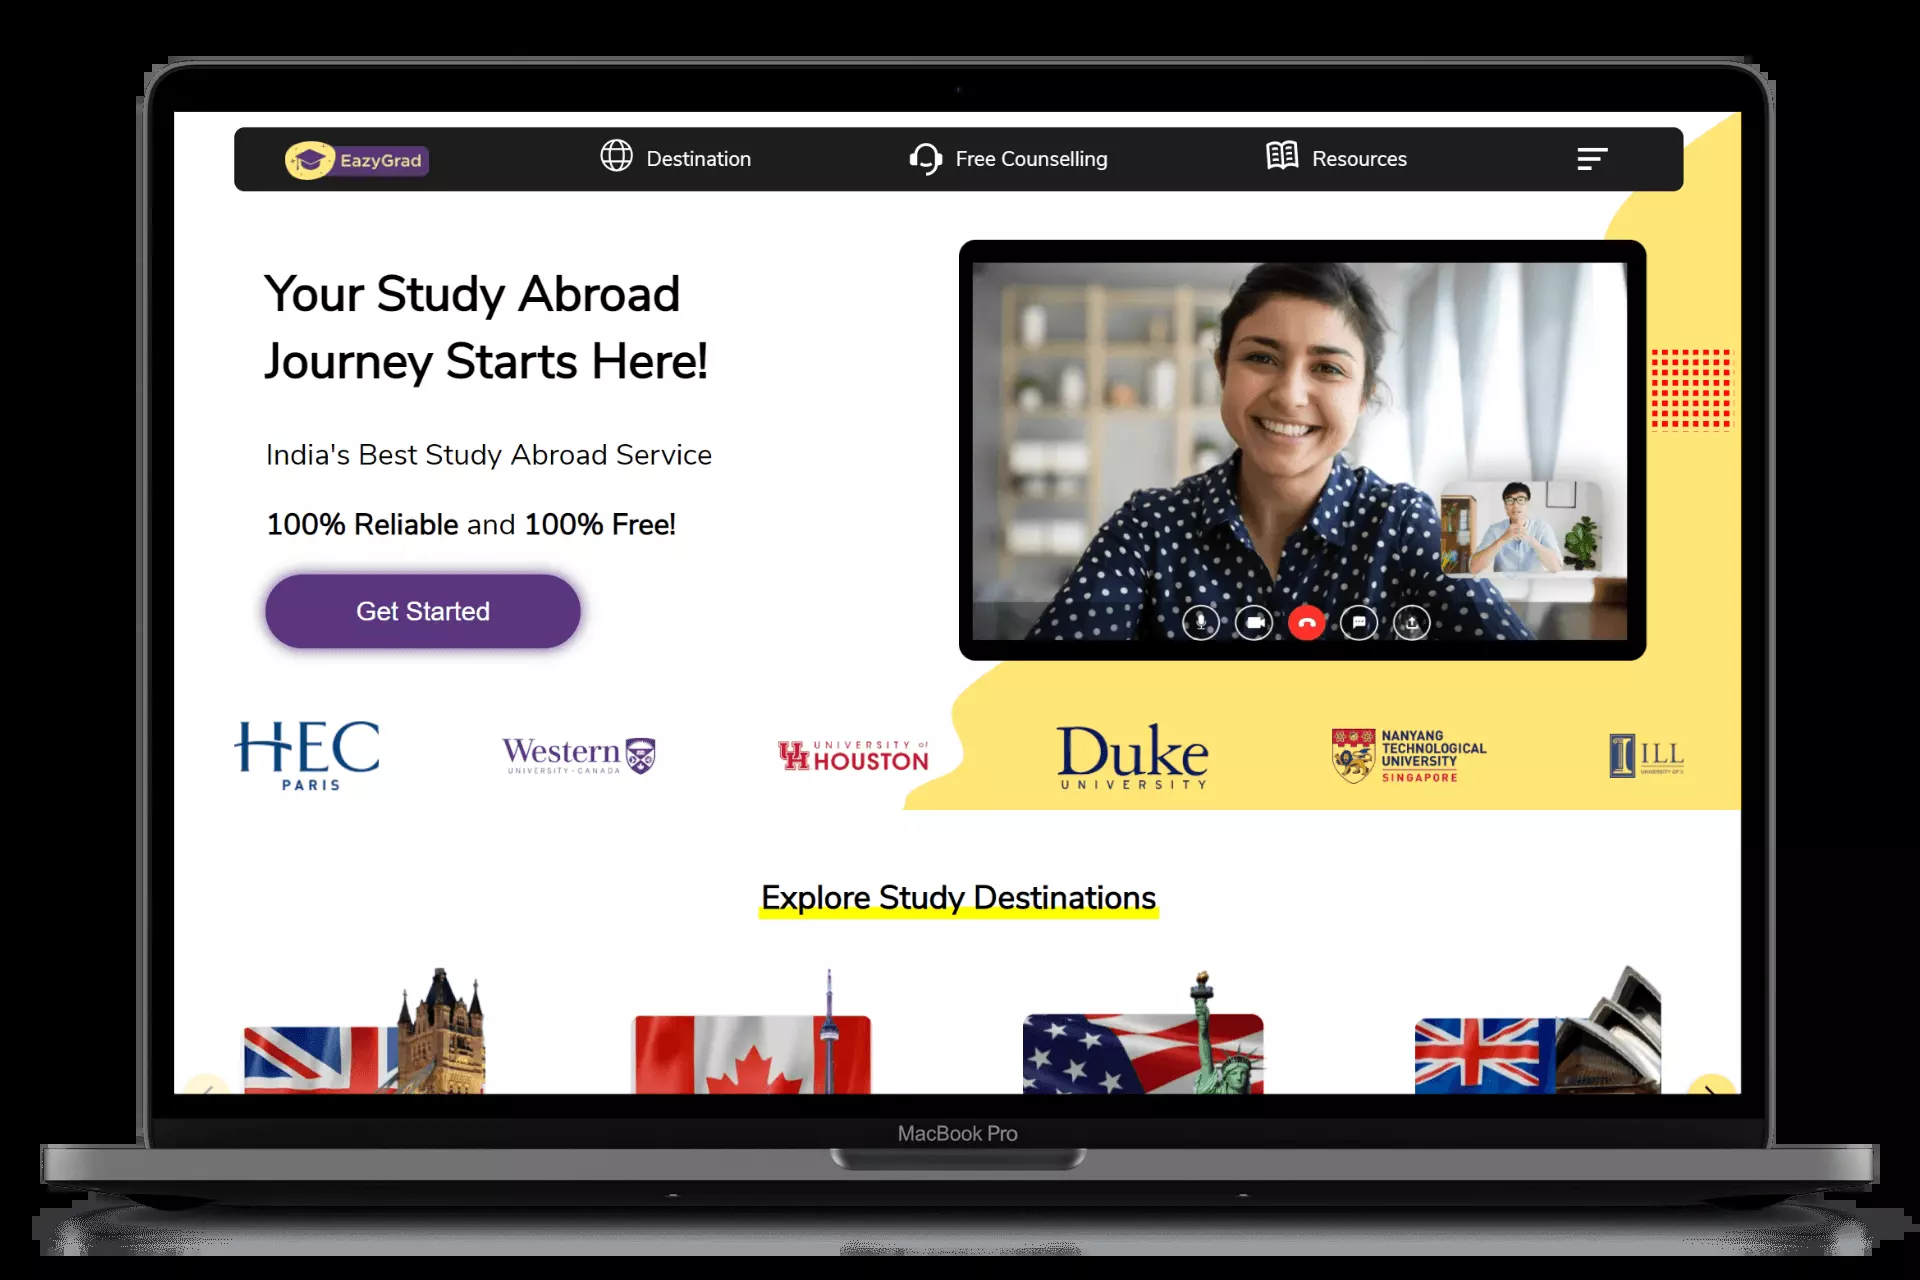 EazyGrad
Destination
Free Counselling
Resources
Your Study Abroad
Journey Starts Here!
India's Best Study Abroad Service
100% Reliable and 100% Free!
Get Started
HEC
PARIS
Western
UNIVERSITY · CANADA
UNIVERSITY of
HOUSTON
Duke
UNIVERSITY
NANYANG
TECHNOLOGICAL
UNIVERSITY
SINGAPORE
ILL
UNIVERSITY OF
Explore Study Destinations
MacBook Pro